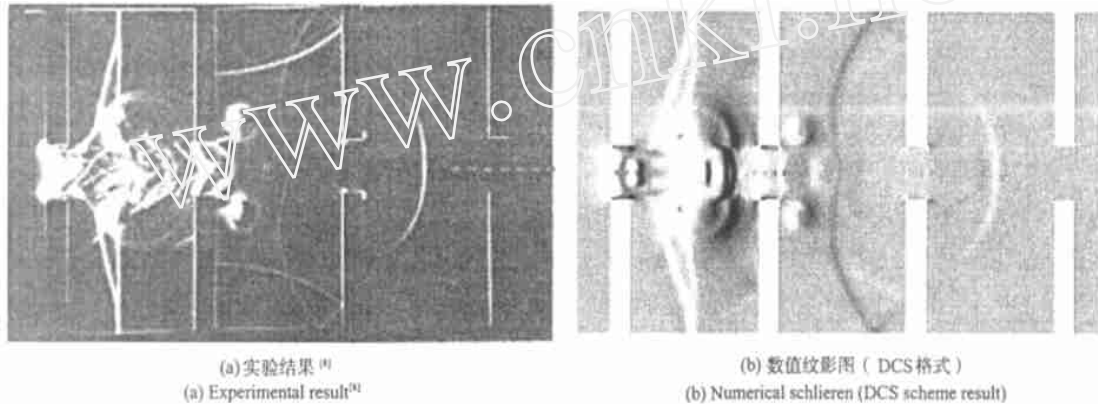 www.cnki.net
(a) 实验结果 [8]
(a) Experimental result[8]
(b) 数值纹影图（ DCS格式 ）
(b) Numerical schlieren (DCS scheme result)